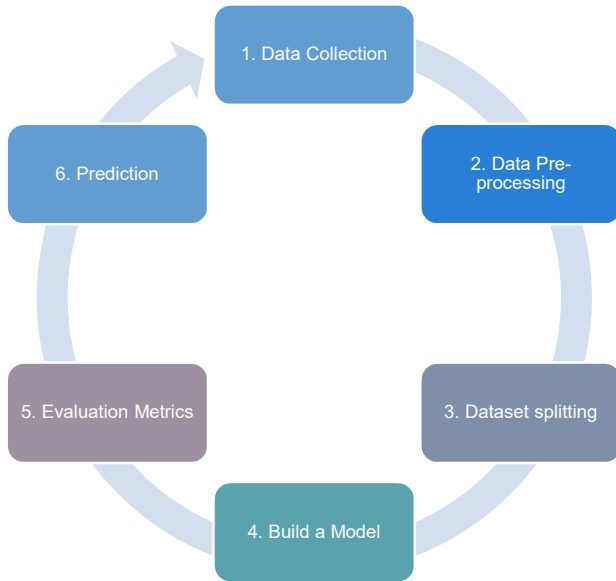 1. Data Collection
2. Data Pre-
processing
3. Dataset splitting
4. Build a Model
5. Evaluation Metrics
6. Prediction